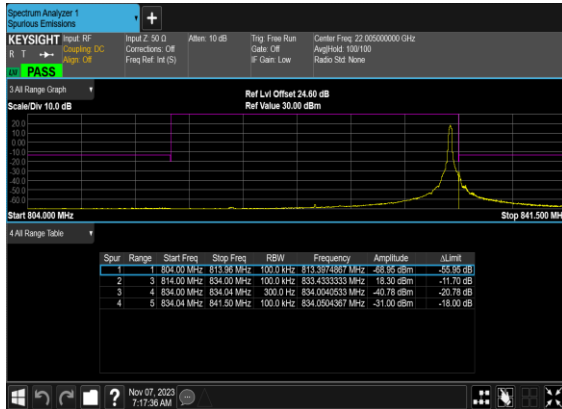 Spectrum Analyzer 1
Spurious Emissions
+
KEYSIGHT Input: RF Input Z: 50 Ω Atten: 10 dB Trig: Free Run Center Freq: 22.005000000 GHz
R T Coupling: DC Corrections: Off Gate: Off Avg|Hold: 100/100
Align: Off Freq Ref: Int (S) IF Gain: Low Radio Std: None
PASS
3 All Range Graph
Ref Lvl Offset 24.60 dB
Scale/Div 10.0 dB Ref Value 30.00 dBm
20.0
10.0
0.00
-10.0
-20.0
-30.0
-40.0
-50.0
-60.0
Start 804.000 MHz Stop 841.500 MH
4 All Range Table
Spur Range Start Freq Stop Freq RBW Frequency Amplitude ΔLimit
1 1 804.00 MHz 813.96 MHz 100.0 kHz 813.3974867 MHz -68.95 dBm -55.95 dB
2 3 814.00 MHz 834.00 MHz 100.0 kHz 833.4333333 MHz 18.30 dBm -11.70 dB
3 4 834.00 MHz 834.04 MHz 300.0 Hz 834.0040533 MHz -40.78 dBm -20.78 dB
4 5 834.04 MHz 841.50 MHz 100.0 kHz 834.0504367 MHz -31.00 dBm -18.00 dB
?
Nov 07, 2023
7:17:36 AM